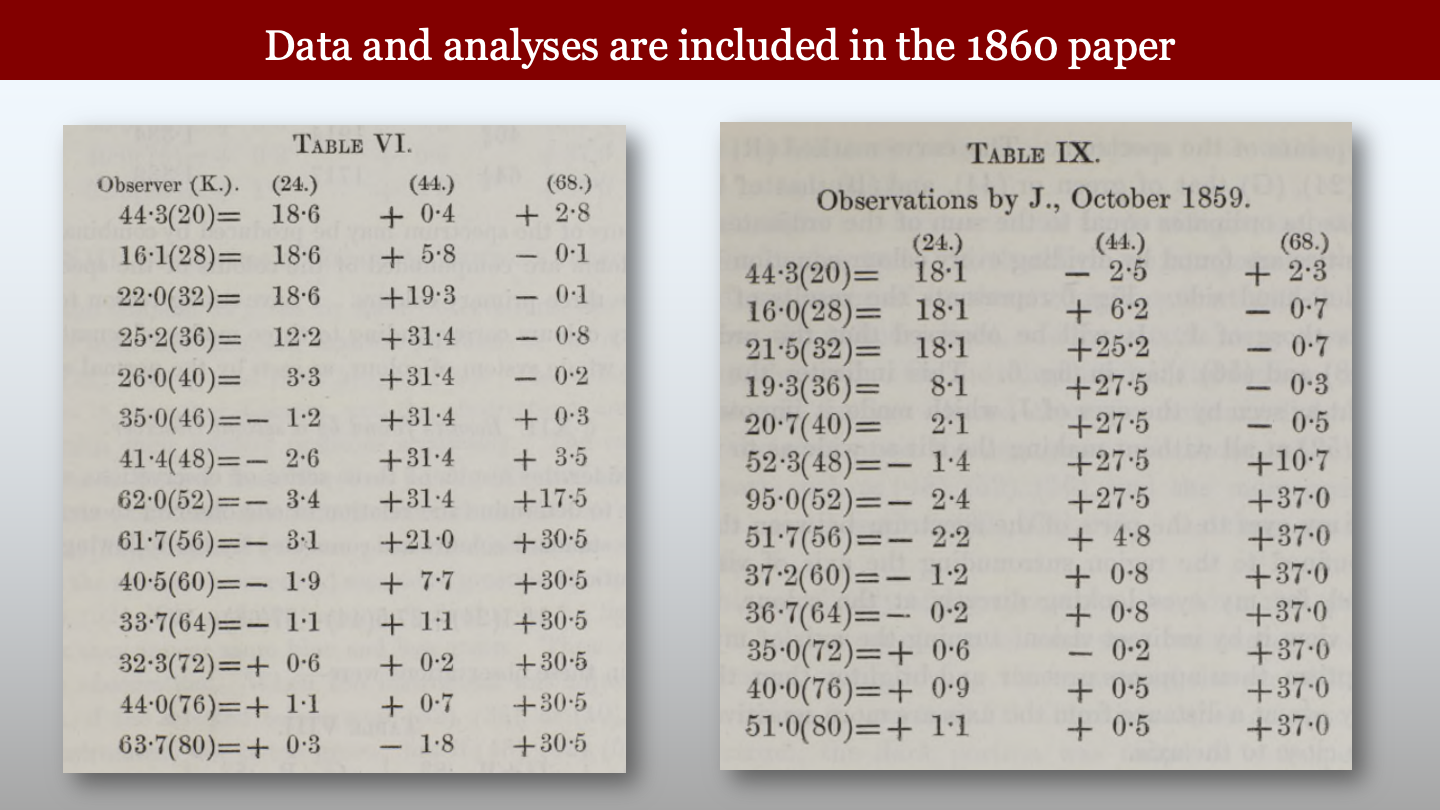 Data and analyses are included in the 1860 paper
TABLE VI.
Observer (K.). (24.) (44.) (68.)
44·3(20)= 18·6 + 0·4 + 2·8
16·1(28)= 18·6 + 5·8 − 0·1
22·0(32)= 18·6 +19·3 − 0·1
25·2(36)= 12·2 +31·4 − 0·8
26·0(40)= 3·3 +31·4 − 0·2
35·0(46)= 1·2 +31·4 + 0·3
41·4(48)=− 2·6 +31·4 + 3·5
62·0(52)=− 3·4 +31·4 +17·5
61·7(56)=− 3·1 +21·0 +30·5
40·5(60)=− 1·9 + 7·7 +30·5
33·7(64)=− 1·1 + 1·1 +30·5
32·3(72)=+ 0·6 + 0·2 +30·5
44·0(76)=+ 1·1 + 0·7 +30·5
63·7(80)=+ 0·3 − 1·8 +30·5
TABLE IX.
Observations by J., October 1859.
(24.) (44.) (68.)
44·3(20)= 18·1 − 2·5 + 2·3
16·0(28)= 18·1 + 6·2 − 0·7
21·5(32)= 18·1 +25·2 − 0·7
19·3(36)= 8·1 +27·5 − 0·3
20·7(40)= 2·1 +27·5 − 0·5
52·3(48)=− 1·4 +27·5 +10·7
95·0(52)=− 2·4 +27·5 +37·0
51·7(56)=− 2·2 + 4·8 +37·0
37·2(60)=− 1·2 + 0·8 +37·0
36·7(64)=− 0·2 + 0·8 +37·0
35·0(72)=+ 0·6 − 0·2 +37·0
40·0(76)=+ 0·9 + 0·5 +37·0
51·0(80)=+ 1·1 + 0·5 +37·0